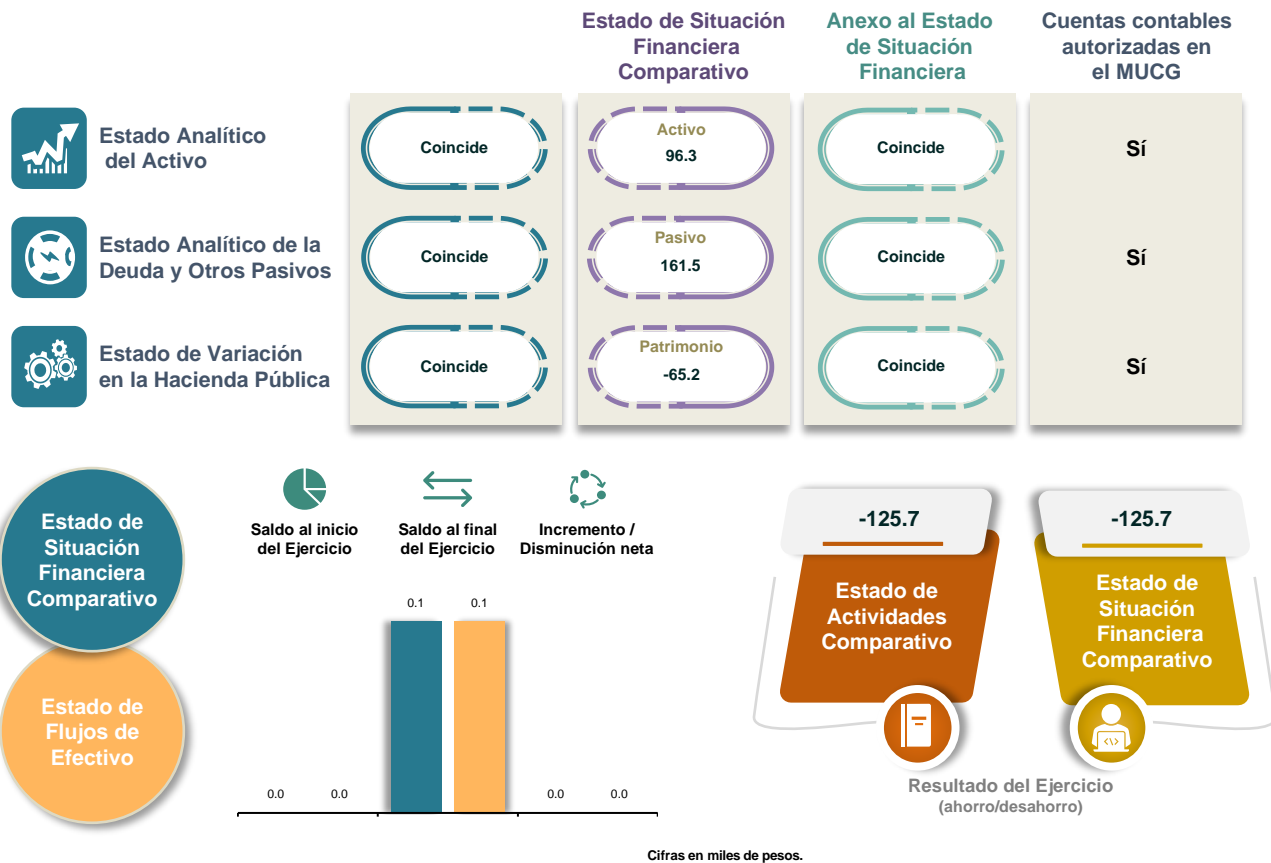 Estado de Situación
Financiera
Comparativo
Anexo al Estado
de Situación
Financiera
Cuentas contables
autorizadas en
el MUCG
Estado Analítico
del Activo
Coincide
Activo
96.3
Coincide
Sí
Estado Analítico de la
Deuda y Otros Pasivos
Coincide
Pasivo
161.5
Coincide
Sí
Estado de Variación
en la Hacienda Pública
Coincide
Patrimonio
-65.2
Coincide
Sí
Estado de
Situación
Financiera
Comparativo
Estado de
Flujos de
Efectivo
Saldo al inicio
del Ejercicio
Saldo al final
del Ejercicio
Incremento /
Disminución neta
0.0 0.0
0.1 0.1
0.0 0.0
-125.7
Estado de
Actividades
Comparativo
-125.7
Estado de
Situación
Financiera
Comparativo
Resultado del Ejercicio
(ahorro/desahorro)
Cifras en miles de pesos.